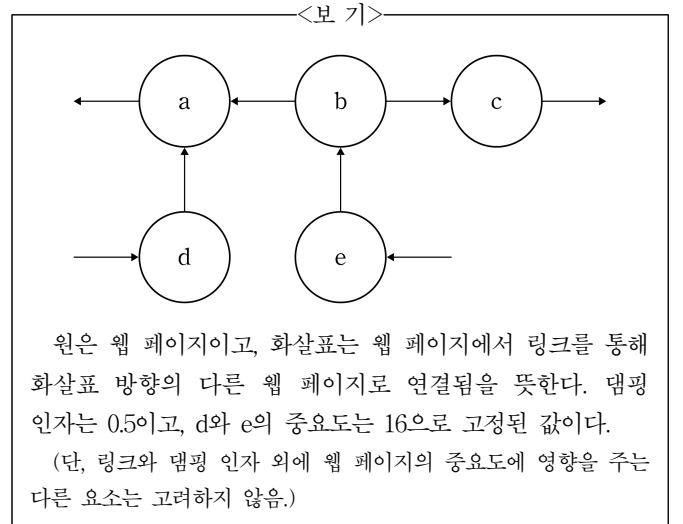 <보 기>
a b c
d e
원은 웹 페이지이고, 화살표는 웹 페이지에서 링크를 통해
화살표 방향의 다른 웹 페이지로 연결됨을 뜻한다. 댐핑
인자는 0.5이고, d와 e의 중요도는 16으로 고정된 값이다.
(단, 링크와 댐핑 인자 외에 웹 페이지의 중요도에 영향을 주는
다른 요소는 고려하지 않음.)